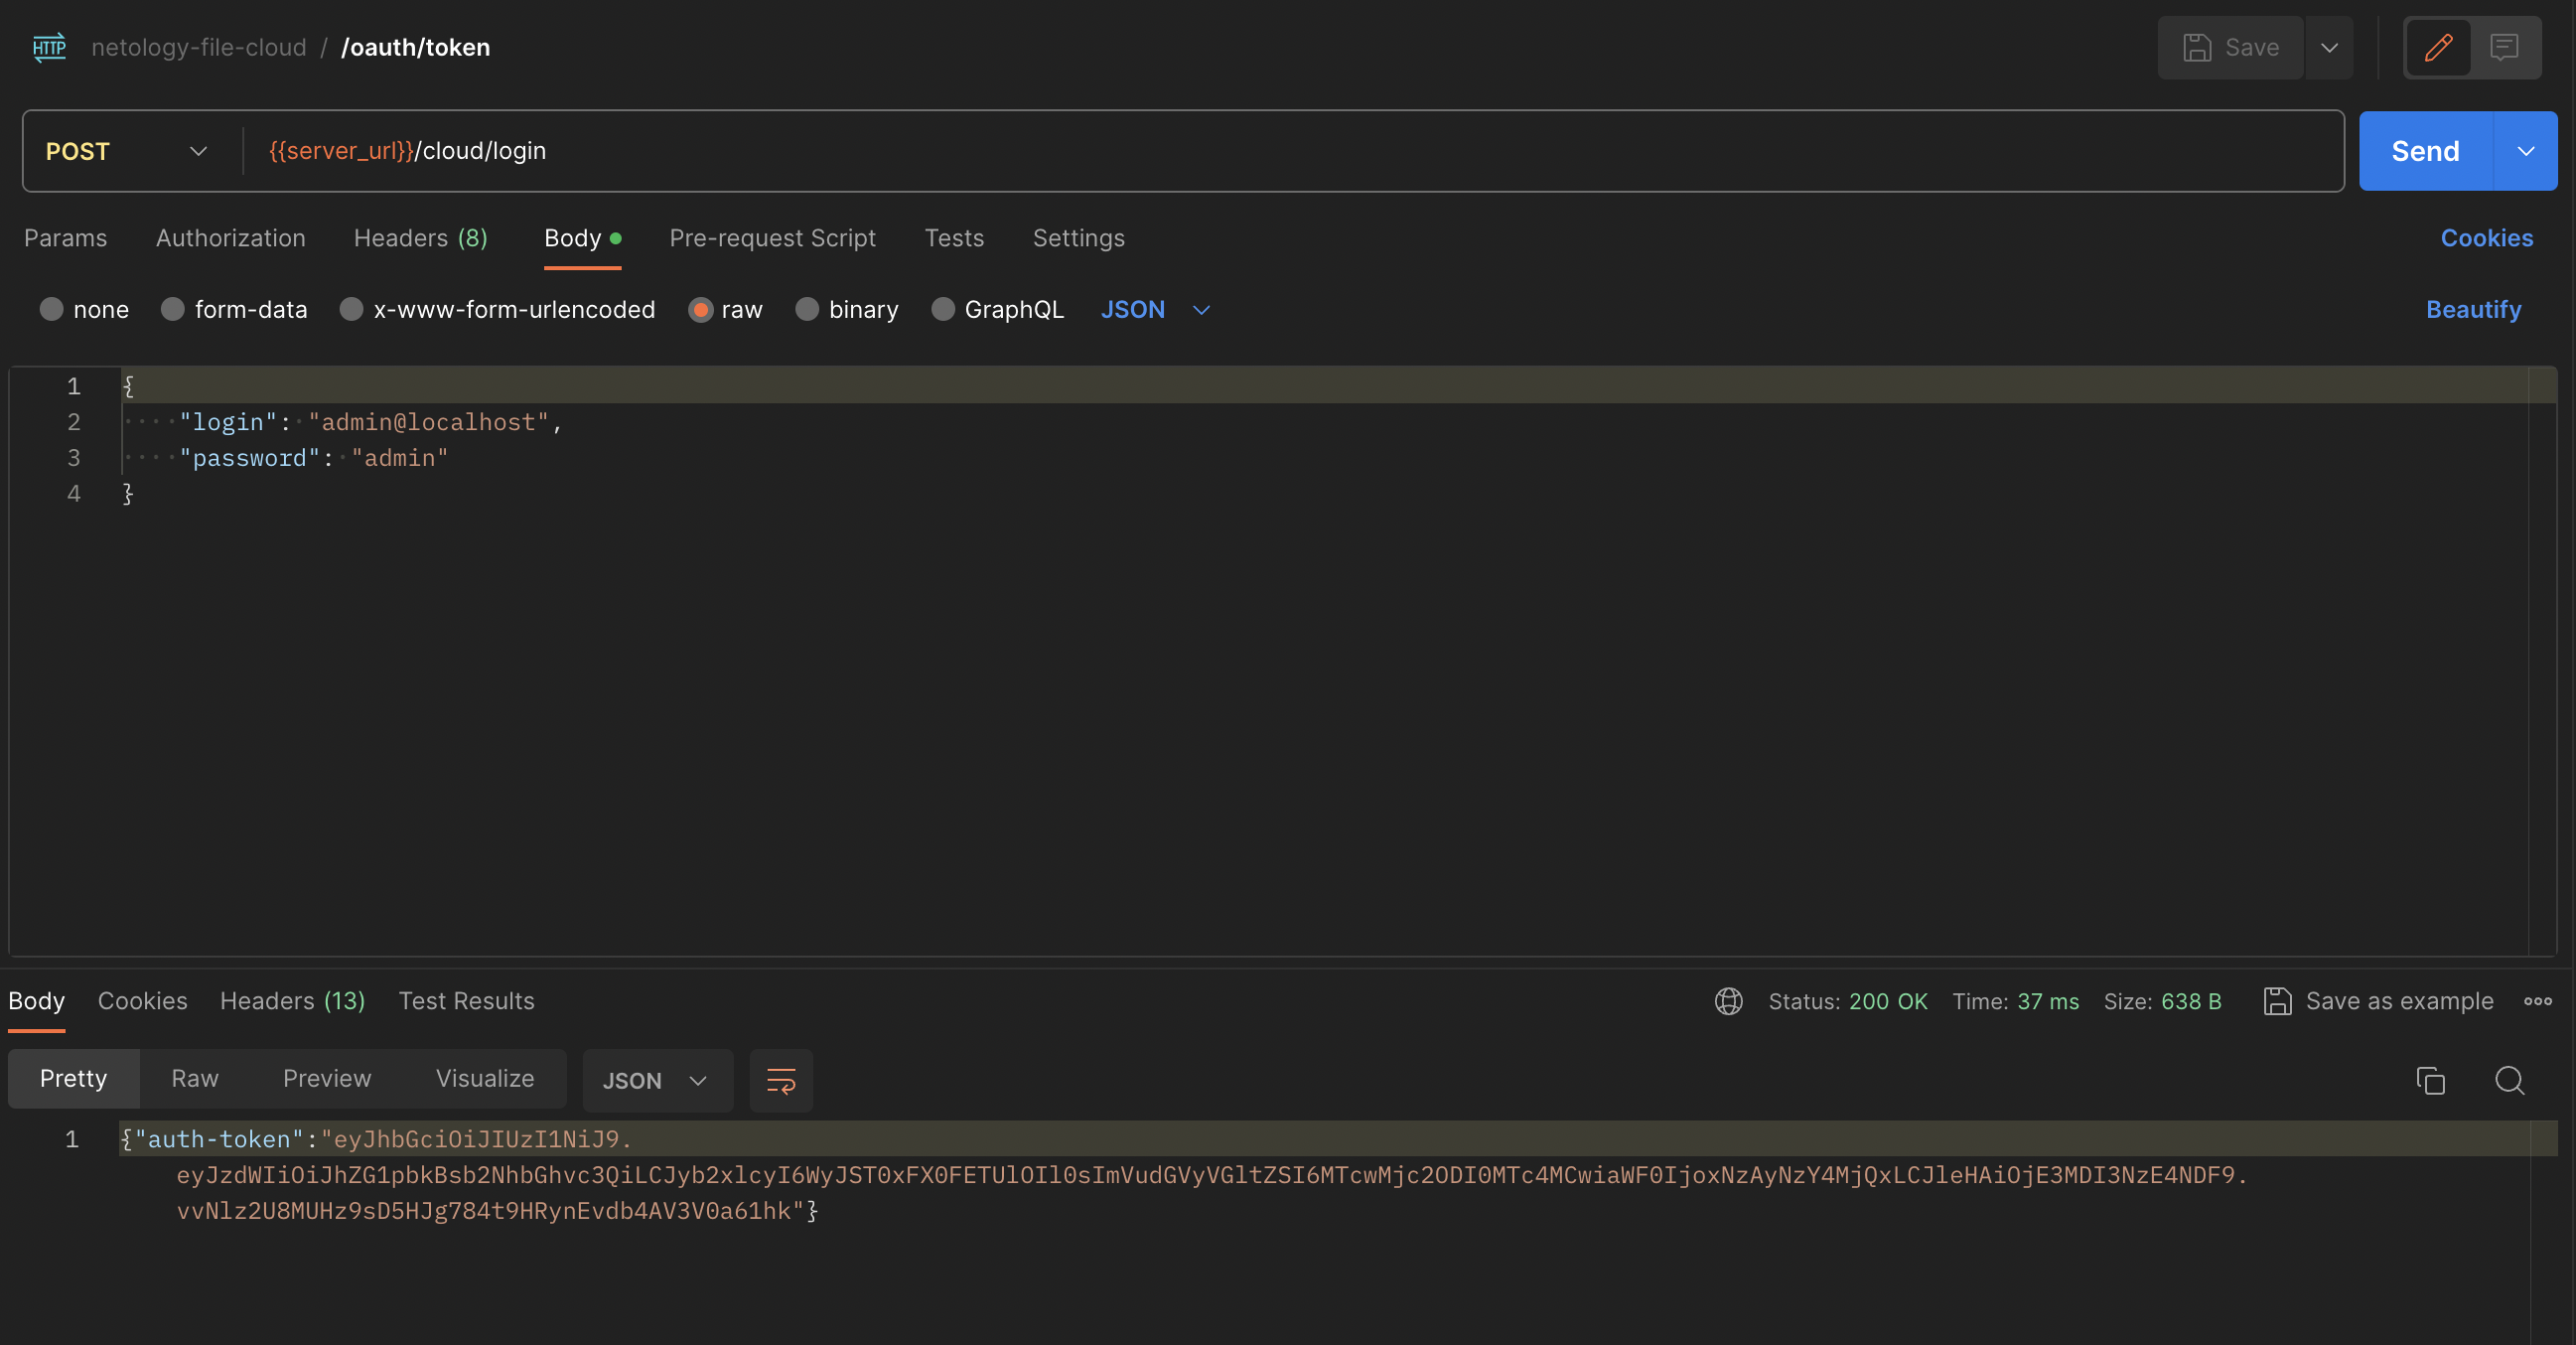 HTTP netology-file-cloud / /oauth/token Save
POST {{server_url}}/cloud/login Send
Params Authorization Headers (8) Body Pre-request Script Tests Settings Cookies
none form-data x-www-form-urlencoded raw binary GraphQL JSON Beautify
1 {
2 "login": "admin@localhost",
3 "password": "admin"
4 }
Body Cookies Headers (13) Test Results Status: 200 OK Time: 37 ms Size: 638 B Save as example
Pretty Raw Preview Visualize JSON
1 {"auth-token":"eyJhbGciOiJIUzI1NiJ9.
eyJzdWIiOiJhZG1pbkBsb2NhbGhvc3QiLCJyb2xlcyI6WyJST0xFX0FETUlOIl0sImVudGVyVGltZSI6MTcwMjc2ODI0MTc4MCwiaWF0IjoxNzAyNzY4MjQxLCJleHAiOjE3MDI3NzE4NDF9.
vvNlz2U8MUHz9sD5HJg784t9HRynEvdb4AV3V0a61hk"}